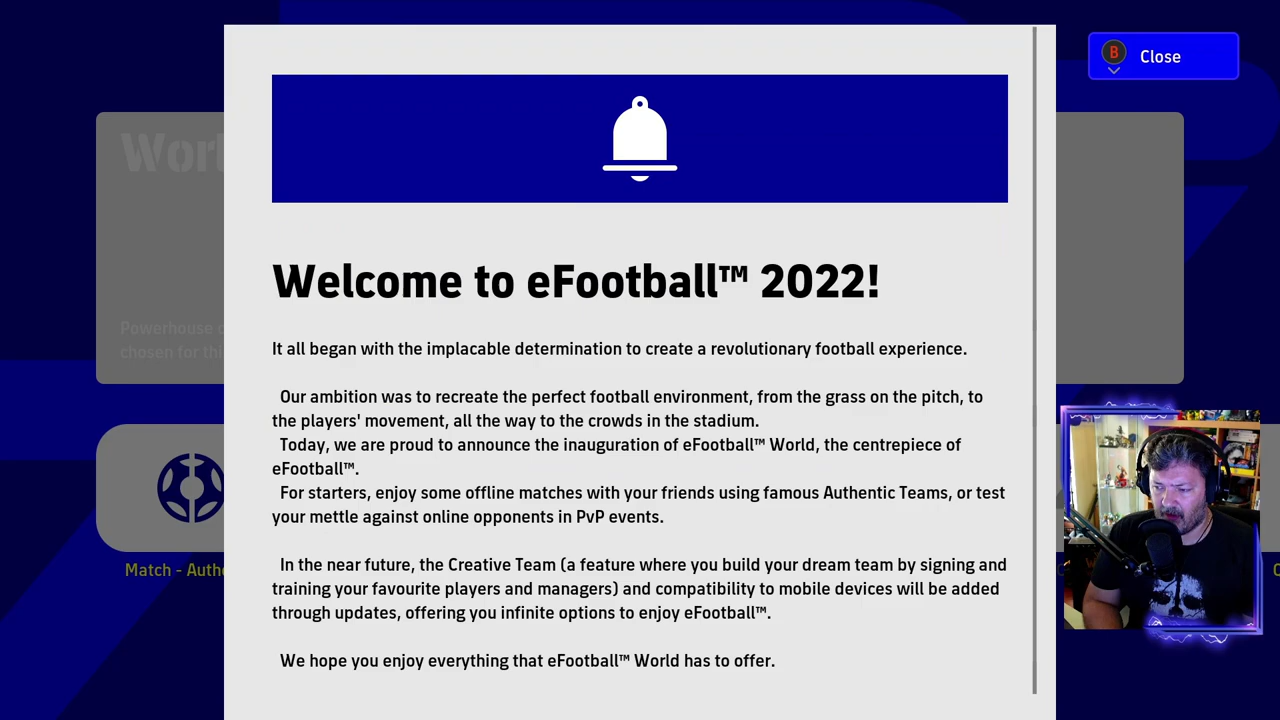 B Close
Worl
Powerhouse
chosen for thi
Welcome to eFootball™ 2022!
It all began with the implacable determination to create a revolutionary football experience.
Our ambition was to recreate the perfect football environment, from the grass on the pitch, to
the players' movement, all the way to the crowds in the stadium.
Today, we are proud to announce the inauguration of eFootball™ World, the centrepiece of
eFootball™.
For starters, enjoy some offline matches with your friends using famous Authentic Teams, or test
your mettle against online opponents in PvP events.
In the near future, the Creative Team (a feature where you build your dream team by signing and
training your favourite players and managers) and compatibility to mobile devices will be added
through updates, offering you infinite options to enjoy eFootball™.
We hope you enjoy everything that eFootball™ World has to offer.
Match - Authe